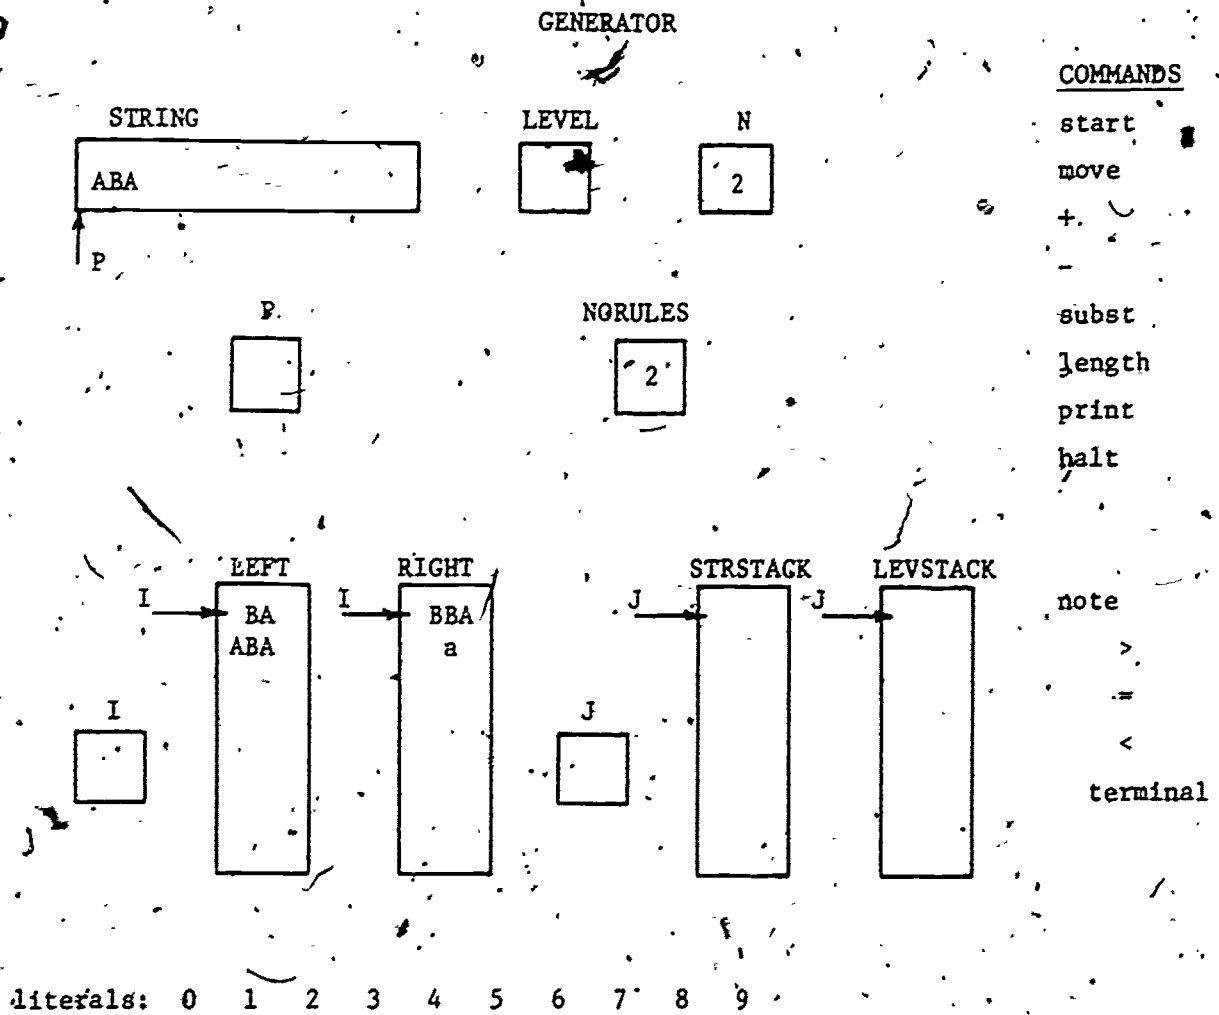 GENERATOR
COMMANDS
STRING LEVEL N start
ABA 2 move
+
P -
P NORULES subst
2 length
print
halt
LEFT RIGHT STRSTACK LEVSTACK
I BA I BBA J J note
ABA a >
=
I J <
terminal
literals: 0 1 2 3 4 5 6 7 8 9